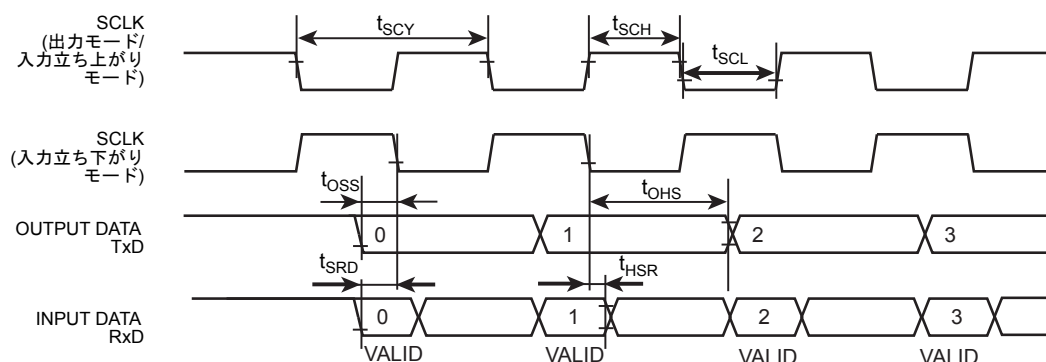 SCLK
(出力モード/
入力立ち上がり
モード)
tSCY
tSCH
tSCL
SCLK
(入力立ち下がり
モード)
tOSS
tOHS
OUTPUT DATA
TxD
0
1
2
3
tSRD
tHSR
INPUT DATA
RxD
0
1
2
3
VALID
VALID
VALID
VALID